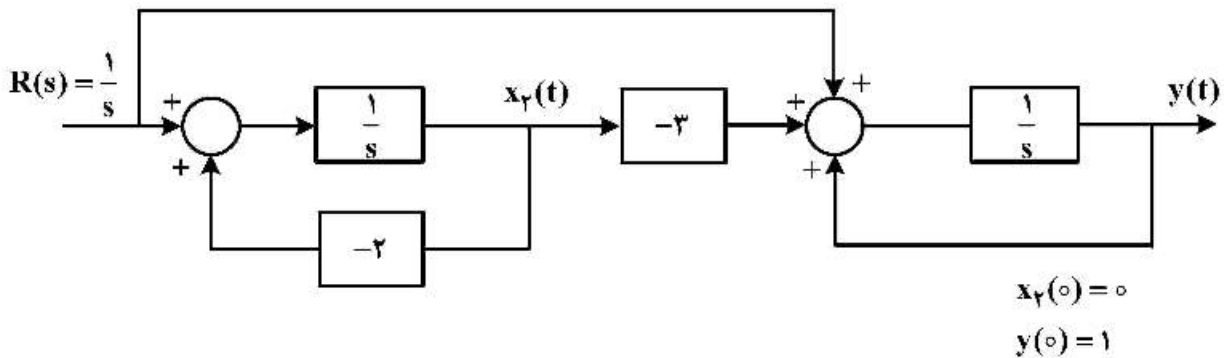 R(s) = ۱/s
+
+
۱/s
x۲(t)
−۳
+
+
+
۱/s
y(t)
−۲
x۲(۰) = ۰
y(۰) = ۱